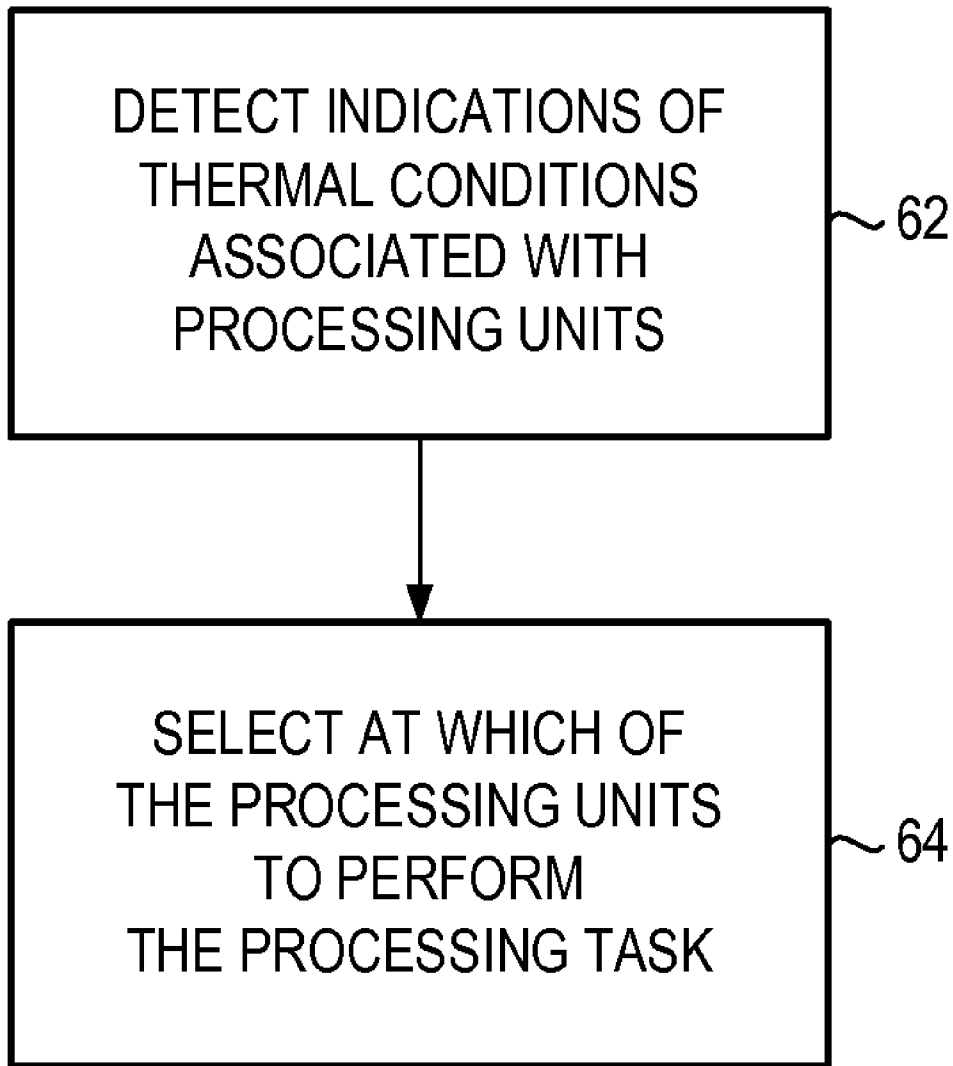 DETECT INDICATIONS OF
THERMAL CONDITIONS
ASSOCIATED WITH
PROCESSING UNITS
62
SELECT AT WHICH OF
THE PROCESSING UNITS
TO PERFORM
THE PROCESSING TASK
64